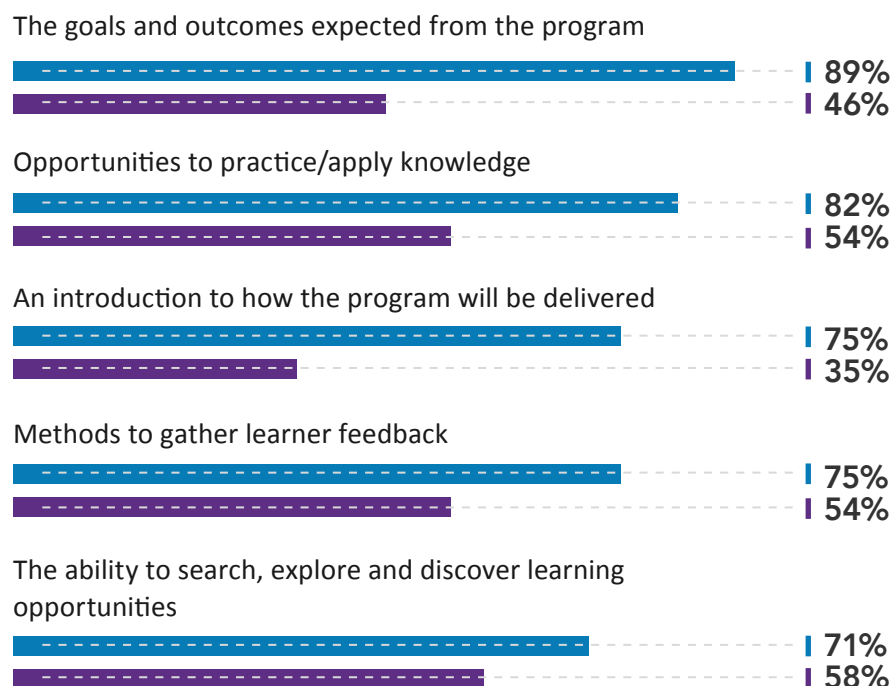 The goals and outcomes expected from the program
89%
46%
Opportunities to practice/apply knowledge
82%
54%
An introduction to how the program will be delivered
75%
35%
Methods to gather learner feedback
75%
54%
The ability to search, explore and discover learning
opportunities
71%
58%